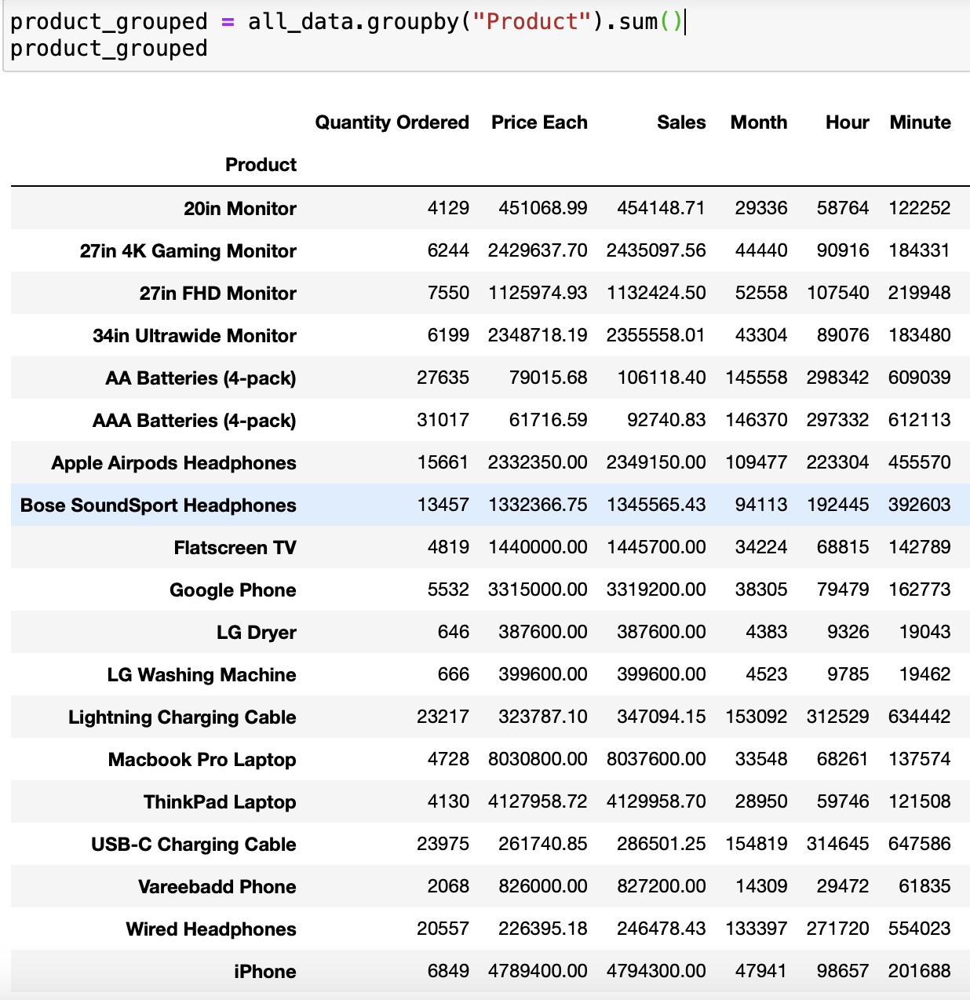 product_grouped = all_data.groupby("Product").sum()
product_grouped
Quantity Ordered Price Each Sales Month Hour Minute
Product
20in Monitor 4129 451068.99 454148.71 29336 58764 122252
27in 4K Gaming Monitor 6244 2429637.70 2435097.56 44440 90916 184331
27in FHD Monitor 7550 1125974.93 1132424.50 52558 107540 219948
34in Ultrawide Monitor 6199 2348718.19 2355558.01 43304 89076 183480
AA Batteries (4-pack) 27635 79015.68 106118.40 145558 298342 609039
AAA Batteries (4-pack) 31017 61716.59 92740.83 146370 297332 612113
Apple Airpods Headphones 15661 2332350.00 2349150.00 109477 223304 455570
Bose SoundSport Headphones 13457 1332366.75 1345565.43 94113 192445 392603
Flatscreen TV 4819 1440000.00 1445700.00 34224 68815 142789
Google Phone 5532 3315000.00 3319200.00 38305 79479 162773
LG Dryer 646 387600.00 387600.00 4383 9326 19043
LG Washing Machine 666 399600.00 399600.00 4523 9785 19462
Lightning Charging Cable 23217 323787.10 347094.15 153092 312529 634442
Macbook Pro Laptop 4728 8030800.00 8037600.00 33548 68261 137574
ThinkPad Laptop 4130 4127958.72 4129958.70 28950 59746 121508
USB-C Charging Cable 23975 261740.85 286501.25 154819 314645 647586
Vareebadd Phone 2068 826000.00 827200.00 14309 29472 61835
Wired Headphones 20557 226395.18 246478.43 133397 271720 554023
iPhone 6849 4789400.00 4794300.00 47941 98657 201688